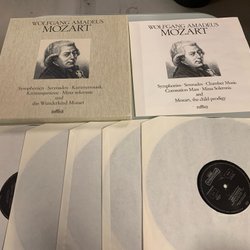 WOLFGANG AMADEUS
MOZART
Symphonien · Serenaden · Kammermusik
Krönungsmesse · Missa solemnis
und
das Wunderkind Mozart
WOLFGANG AMADEUS
MOZART
Symphonies · Serenades · Chamber Music
Coronation Mass · Missa Solemnis
and
Mozart, the child prodigy